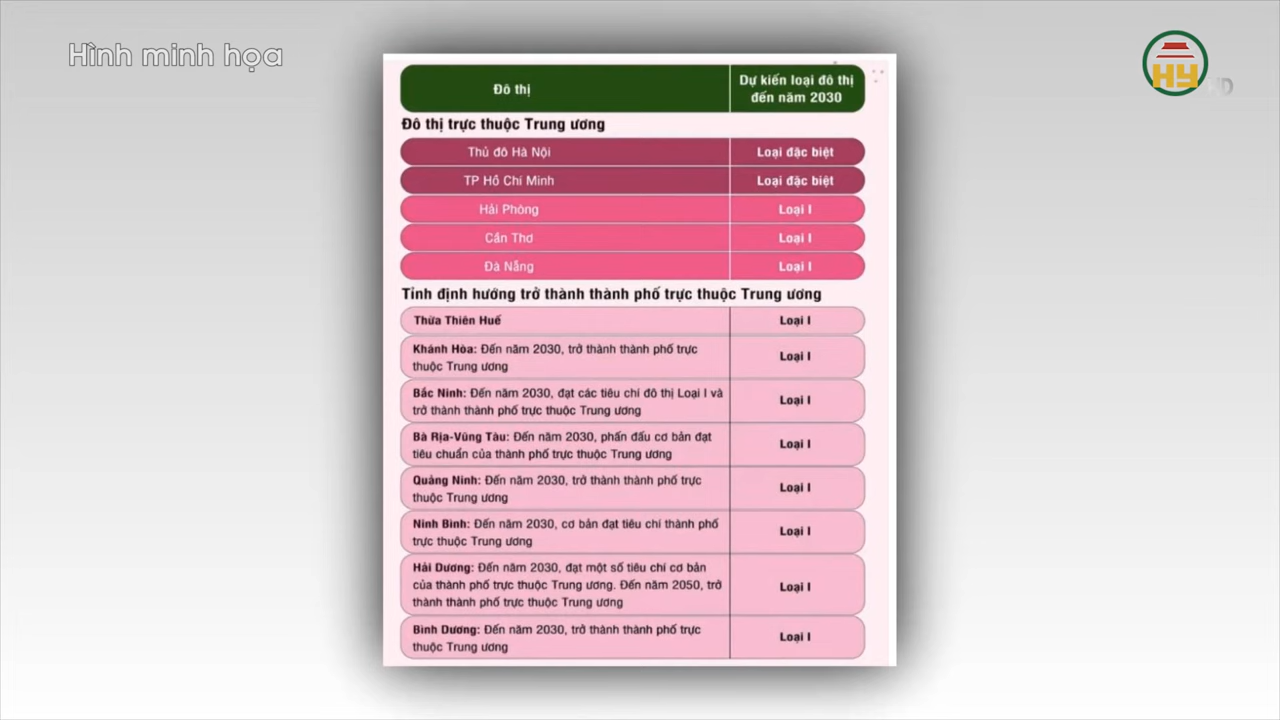 Hình minh họa
HY
HD
Đô thị
Dự kiến loại đô thị
đến năm 2030
Đô thị trực thuộc Trung ương
Thủ đô Hà Nội
Loại đặc biệt
TP Hồ Chí Minh
Loại đặc biệt
Hải Phòng
Loại I
Cần Thơ
Loại I
Đà Nẵng
Loại I
Tỉnh định hướng trở thành thành phố trực thuộc Trung ương
Thừa Thiên Huế
Loại I
Khánh Hòa: Đến năm 2030, trở thành thành phố trực
thuộc Trung ương
Loại I
Bắc Ninh: Đến năm 2030, đạt các tiêu chí đô thị Loại I và
trở thành thành phố trực thuộc Trung ương
Loại I
Bà Rịa-Vũng Tàu: Đến năm 2030, phấn đấu cơ bản đạt
tiêu chuẩn của thành phố trực thuộc Trung ương
Loại I
Quảng Ninh: Đến năm 2030, trở thành thành phố trực
thuộc Trung ương
Loại I
Ninh Bình: Đến năm 2030, cơ bản đạt tiêu chí thành phố
trực thuộc Trung ương
Loại I
Hải Dương: Đến năm 2030, đạt một số tiêu chí cơ bản
của thành phố trực thuộc Trung ương. Đến năm 2050, trở
thành thành phố trực thuộc Trung ương
Loại I
Bình Dương: Đến năm 2030, trở thành thành phố trực
thuộc Trung ương
Loại I